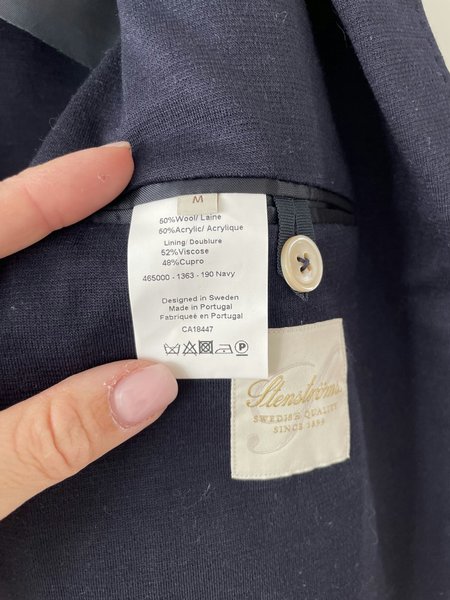 M
50%Wool/ Laine
50%Acrylic/ Acrylique
Lining/ Doublure
52%Viscose
48%Cupro
465000 - 1363 - 190 Navy
Designed in Sweden
Made in Portugal
Fabriquee en Portugal
CA18447
P
Stenströms
SWEDISH QUALITY
SINCE 1899